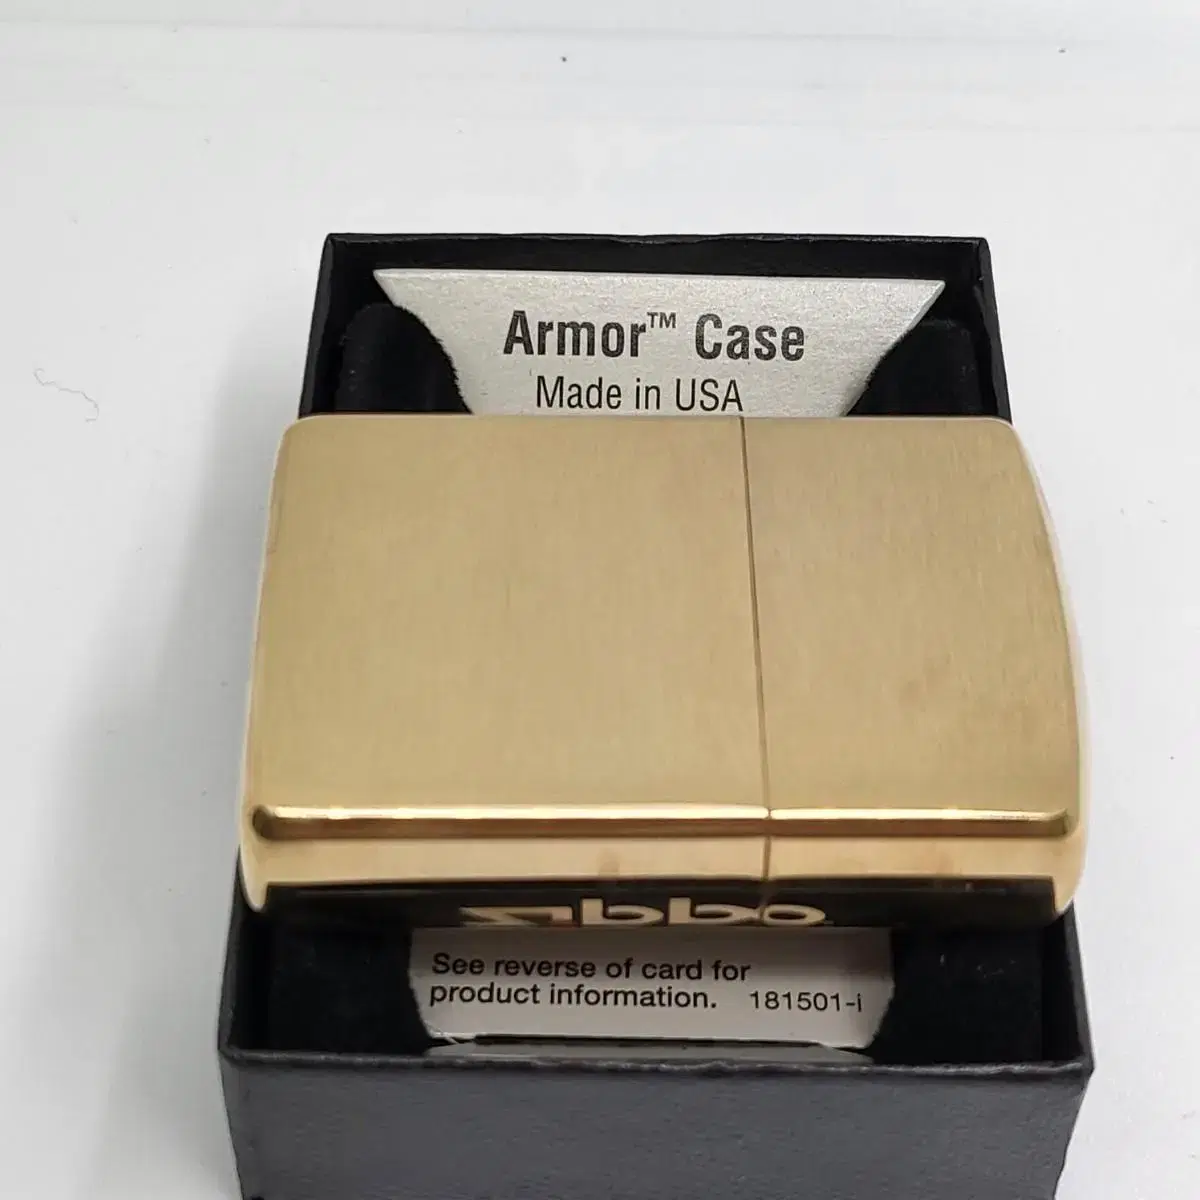 Armor™ Case
Made in USA
Zippo
See reverse of card for
product information. 181501-i